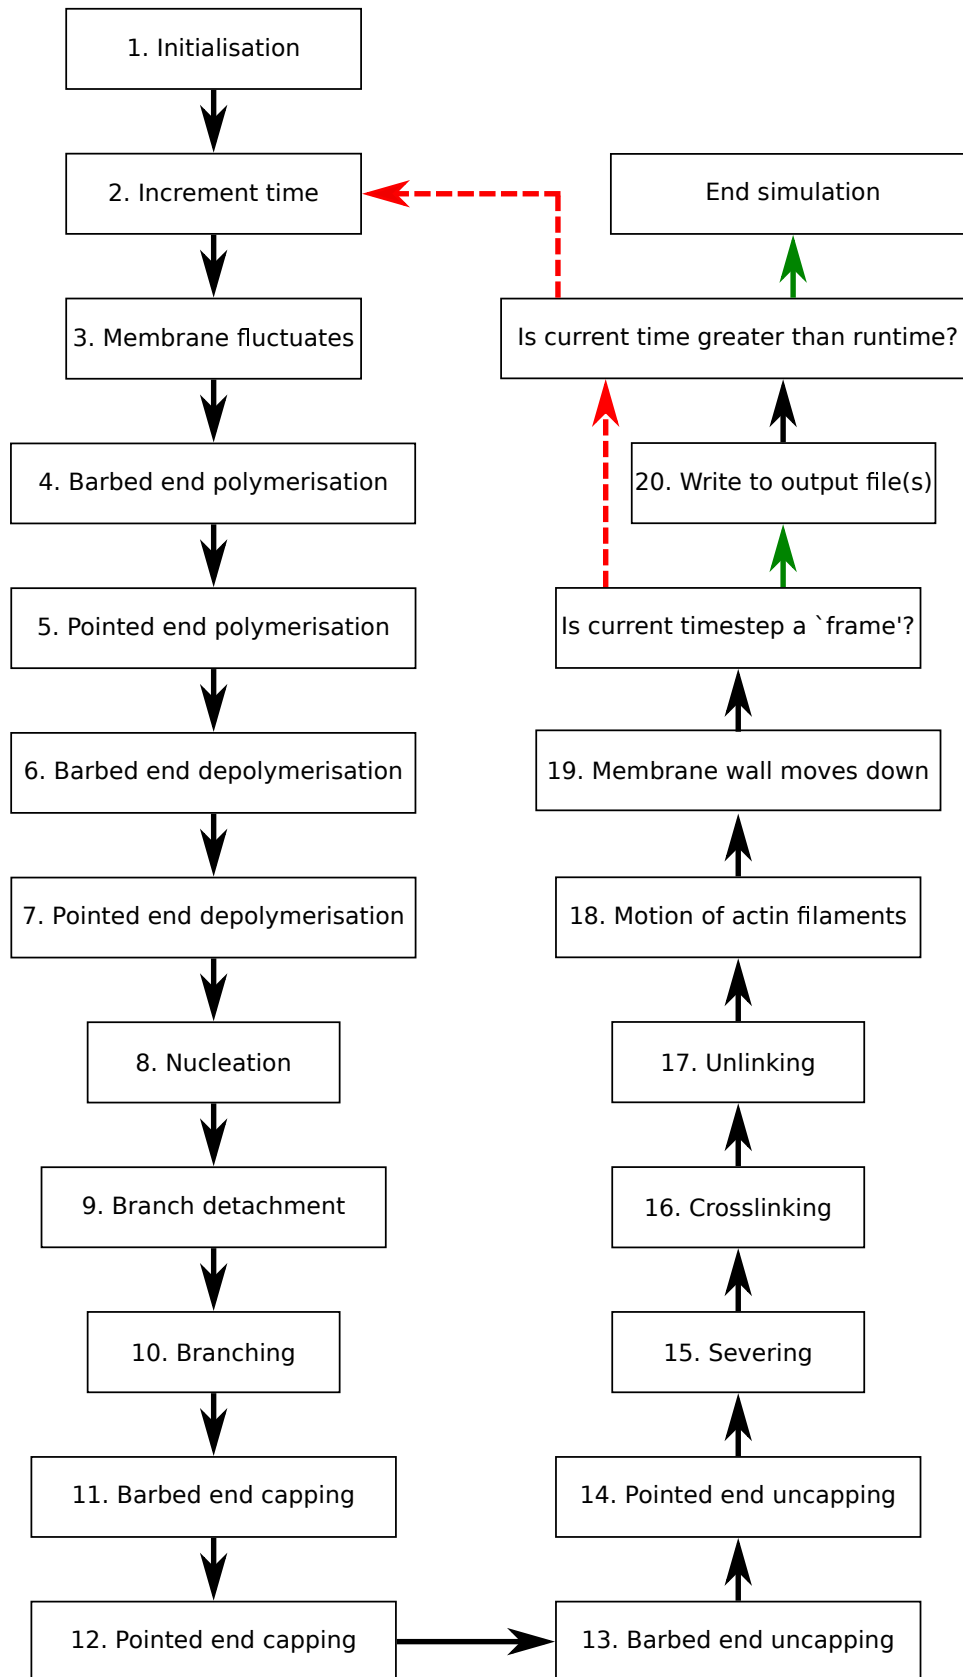 1. Initialisation
2. Increment time
3. Membrane fluctuates
4. Barbed end polymerisation
5. Pointed end polymerisation
6. Barbed end depolymerisation
7. Pointed end depolymerisation
8. Nucleation
9. Branch detachment
10. Branching
11. Barbed end capping
12. Pointed end capping
13. Barbed end uncapping
14. Pointed end uncapping
15. Severing
16. Crosslinking
17. Unlinking
18. Motion of actin filaments
19. Membrane wall moves down
Is current timestep a `frame'?
20. Write to output file(s)
Is current time greater than runtime?
End simulation